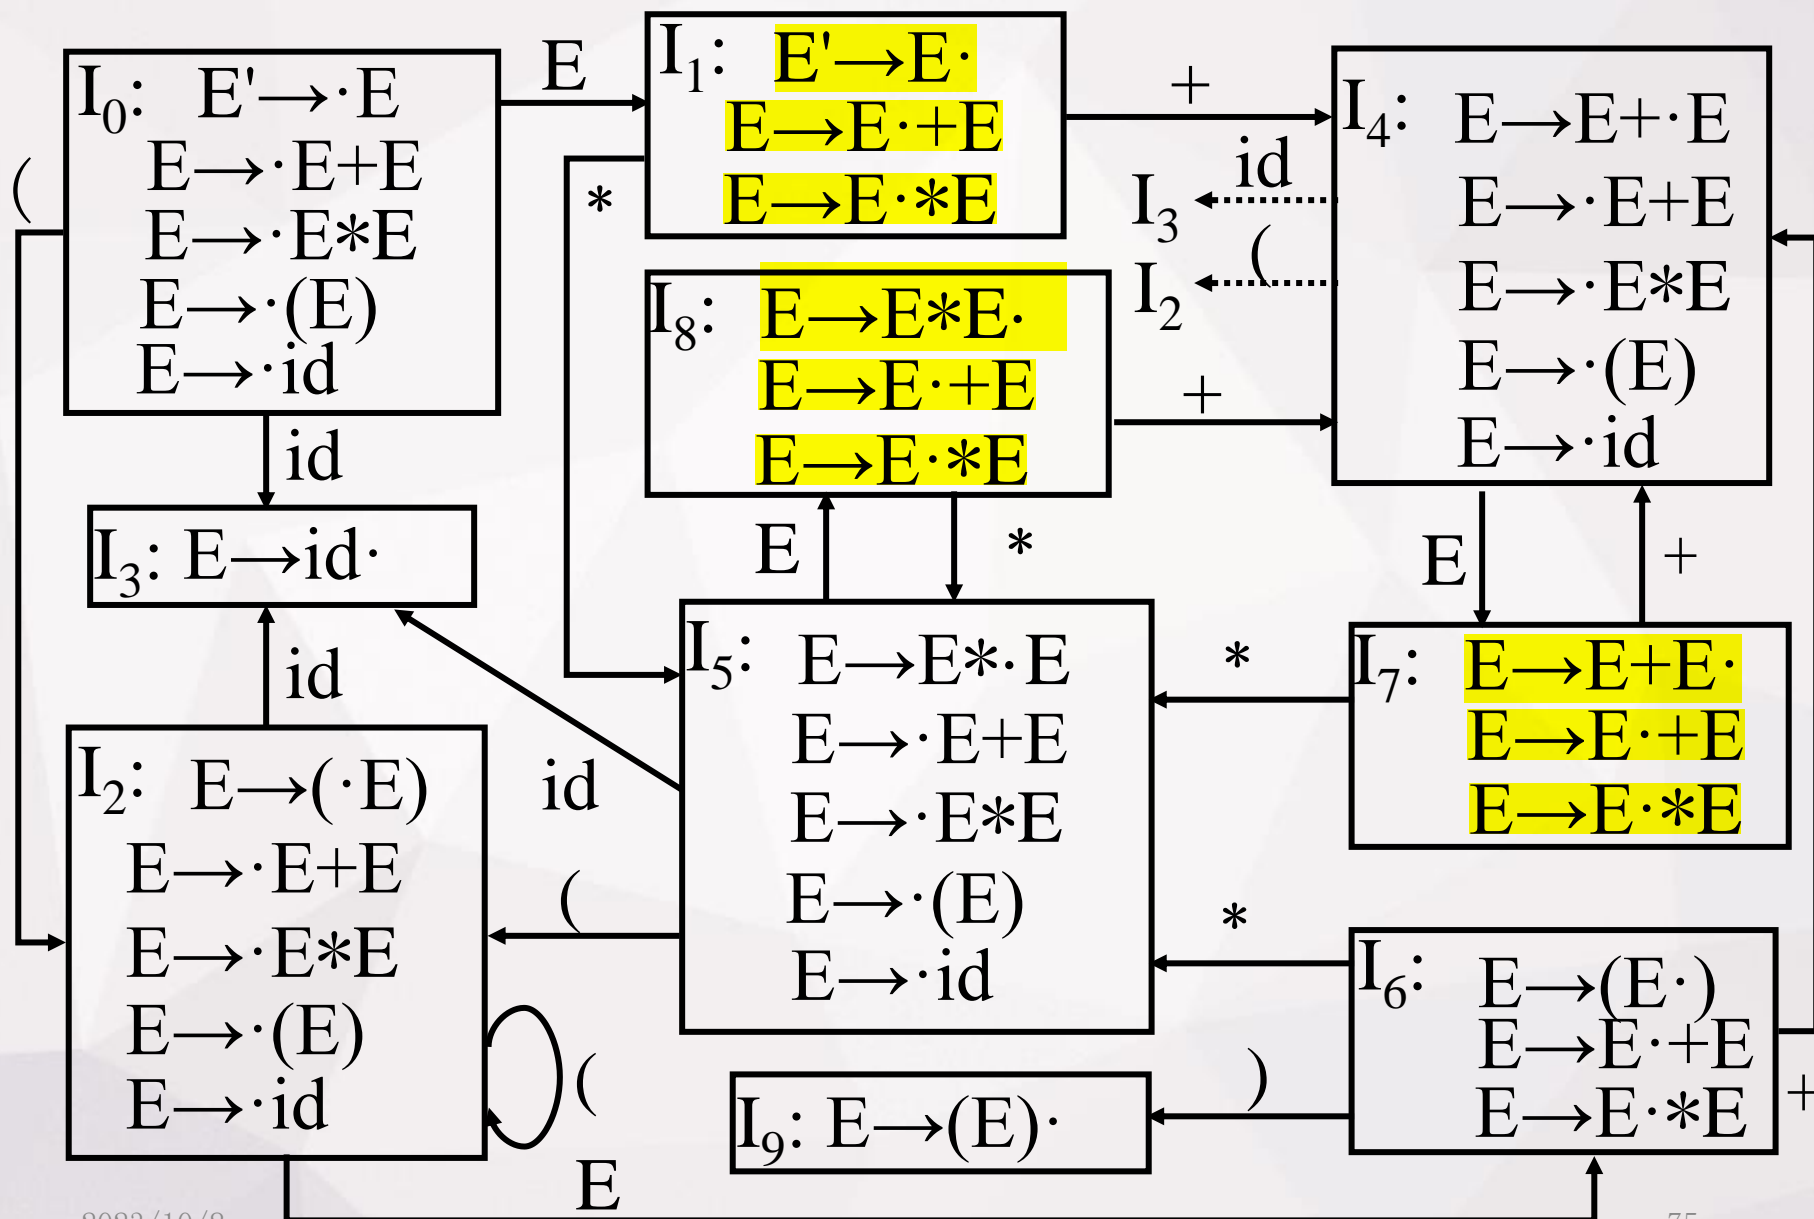 I0: E'→·E
E→·E+E
E→·E*E
E→·(E)
E→·id
E
(
id
I1: E'→E·
E→E·+E
E→E·*E
+
*
I4: E→E+·E
E→·E+E
E→·E*E
E→·(E)
E→·id
id
I3
(
I2
I8: E→E*E·
E→E·+E
E→E·*E
+
E
*
E
+
I3: E→id·
id
id
I5: E→E*·E
E→·E+E
E→·E*E
E→·(E)
E→·id
*
(
I7: E→E+E·
E→E·+E
E→E·*E
I2: E→(·E)
E→·E+E
E→·E*E
E→·(E)
E→·id
(
E
*
I6: E→(E·)
E→E·+E
E→E·*E
+
)
I9: E→(E)·
75